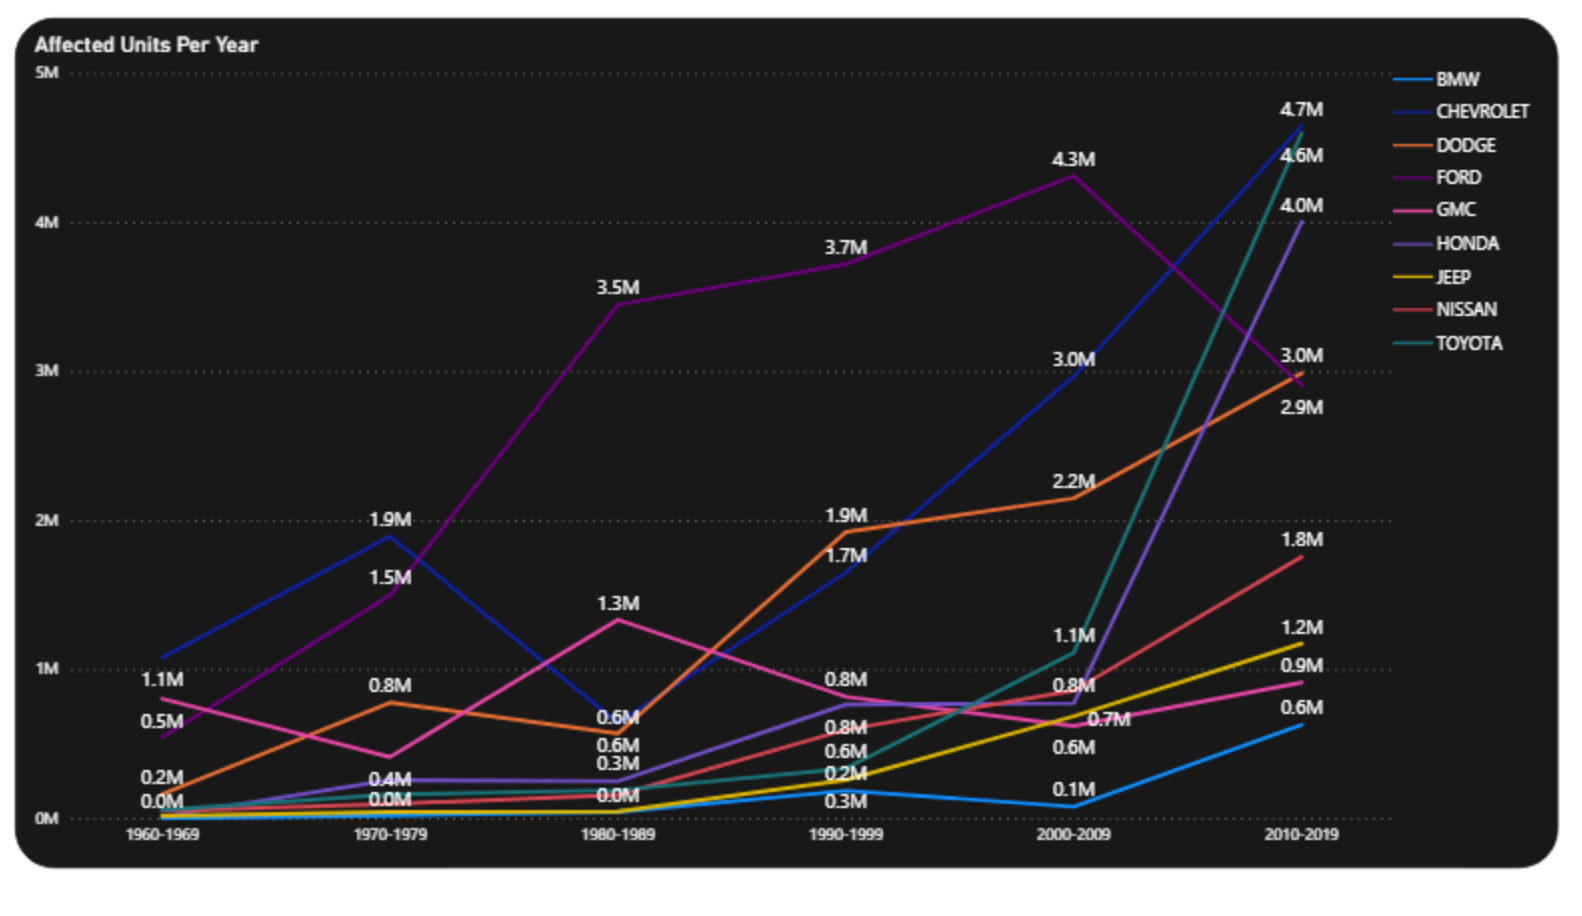 Affected Units Per Year
5M
4M
3M
2M
1M
0M
1.1M
0.5M
0.2M
0.0M
1.9M
1.5M
0.8M
0.4M
0.0M
3.5M
1.3M
0.6M
0.6M
0.3M
0.0M
3.7M
1.9M
1.7M
0.8M
0.8M
0.6M
0.2M
0.3M
4.3M
3.0M
2.2M
1.1M
0.8M
0.7M
0.6M
0.1M
4.7M
4.6M
4.0M
3.0M
2.9M
1.8M
1.2M
0.9M
0.6M
1960-1969
1970-1979
1980-1989
1990-1999
2000-2009
2010-2019
BMW
CHEVROLET
DODGE
FORD
GMC
HONDA
JEEP
NISSAN
TOYOTA